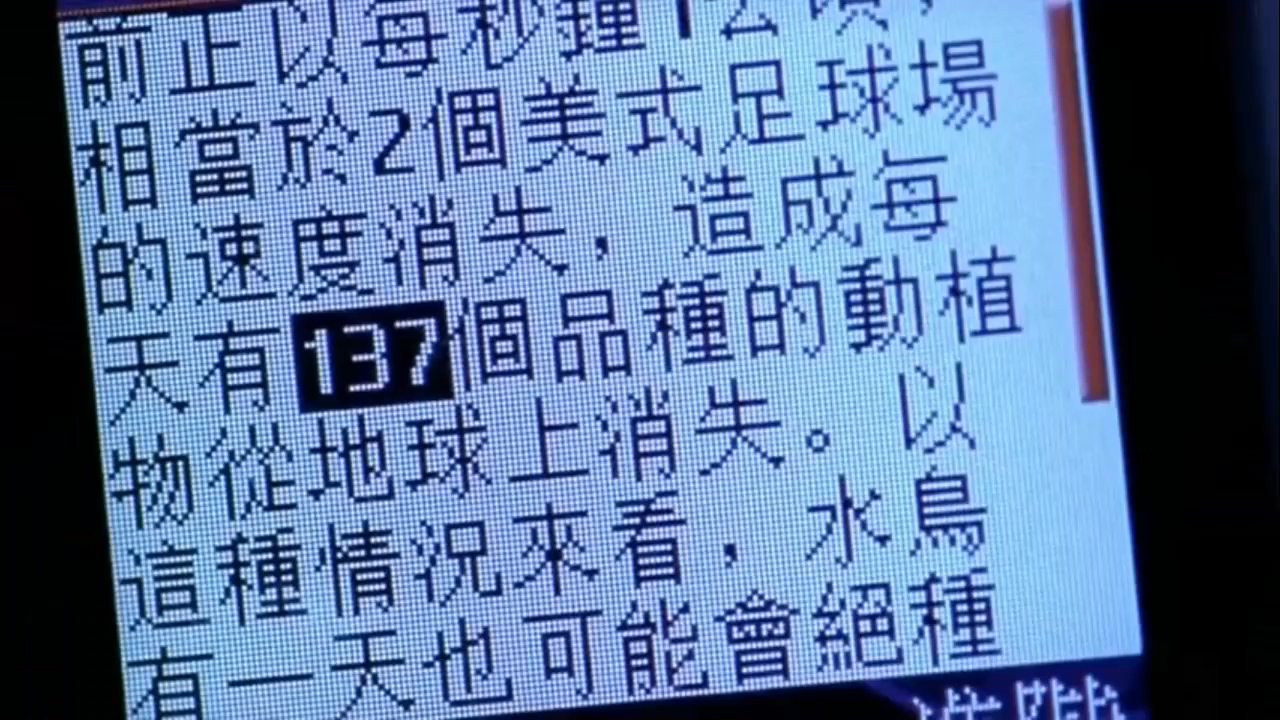 前正以每秒鐘1公頃，
相當於2個美式足球場
的速度消失，造成每
天有137個品種的動植
物從地球上消失。以
這種情況來看，水鳥
有一天也可能會絕種